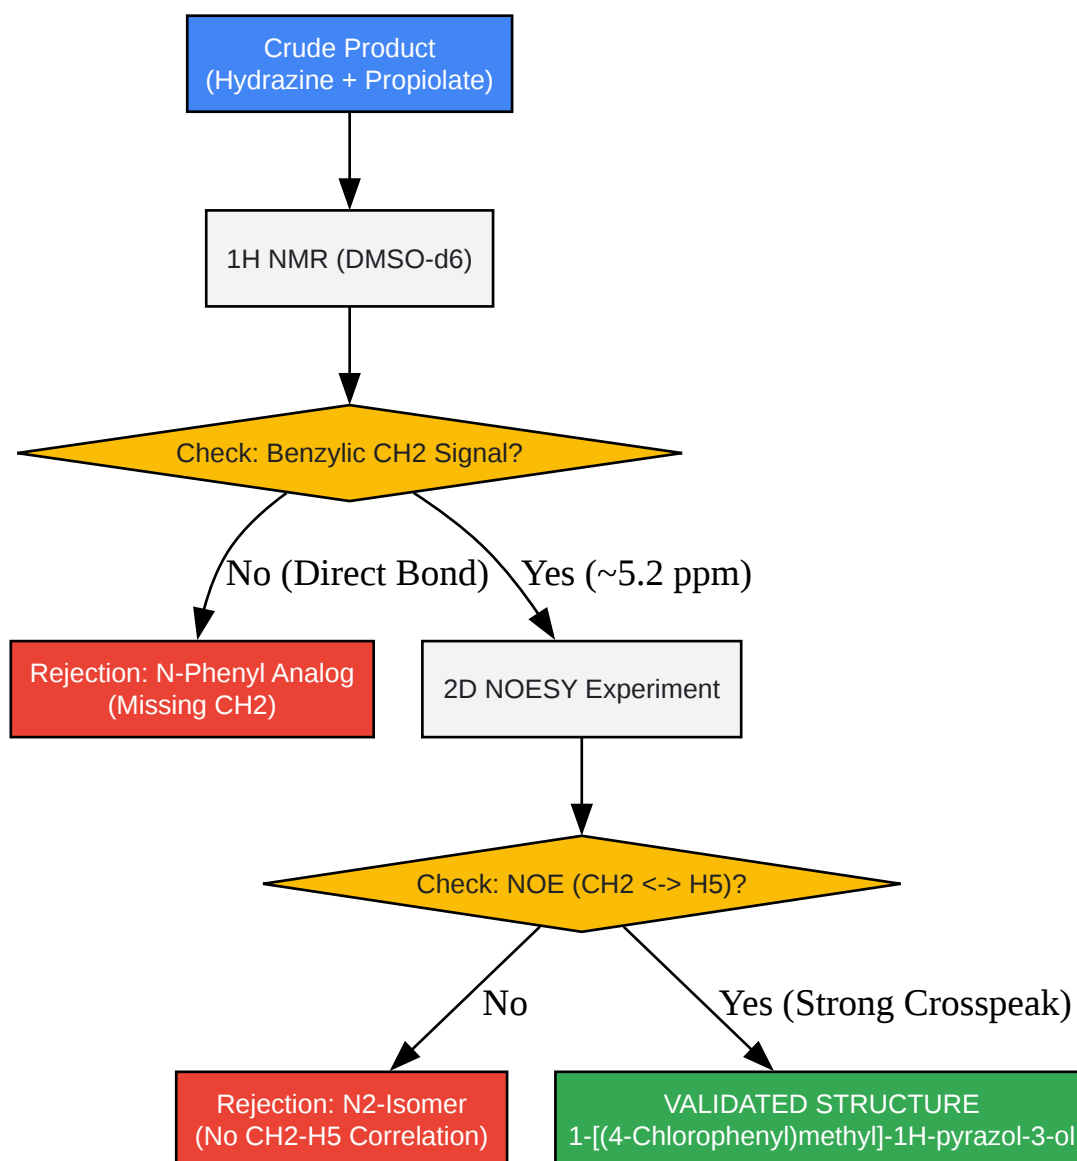 Crude Product
(Hydrazine + Propiolate)
1H NMR (DMSO-d6)
Check: Benzylic CH2 Signal?
No (Direct Bond)
Yes (~5.2 ppm)
Rejection: N-Phenyl Analog
(Missing CH2)
2D NOESY Experiment
Check: NOE (CH2 <-> H5)?
No
Yes (Strong Crosspeak)
Rejection: N2-Isomer
(No CH2-H5 Correlation)
VALIDATED STRUCTURE
1-[(4-Chlorophenyl)methyl]-1H-pyrazol-3-ol